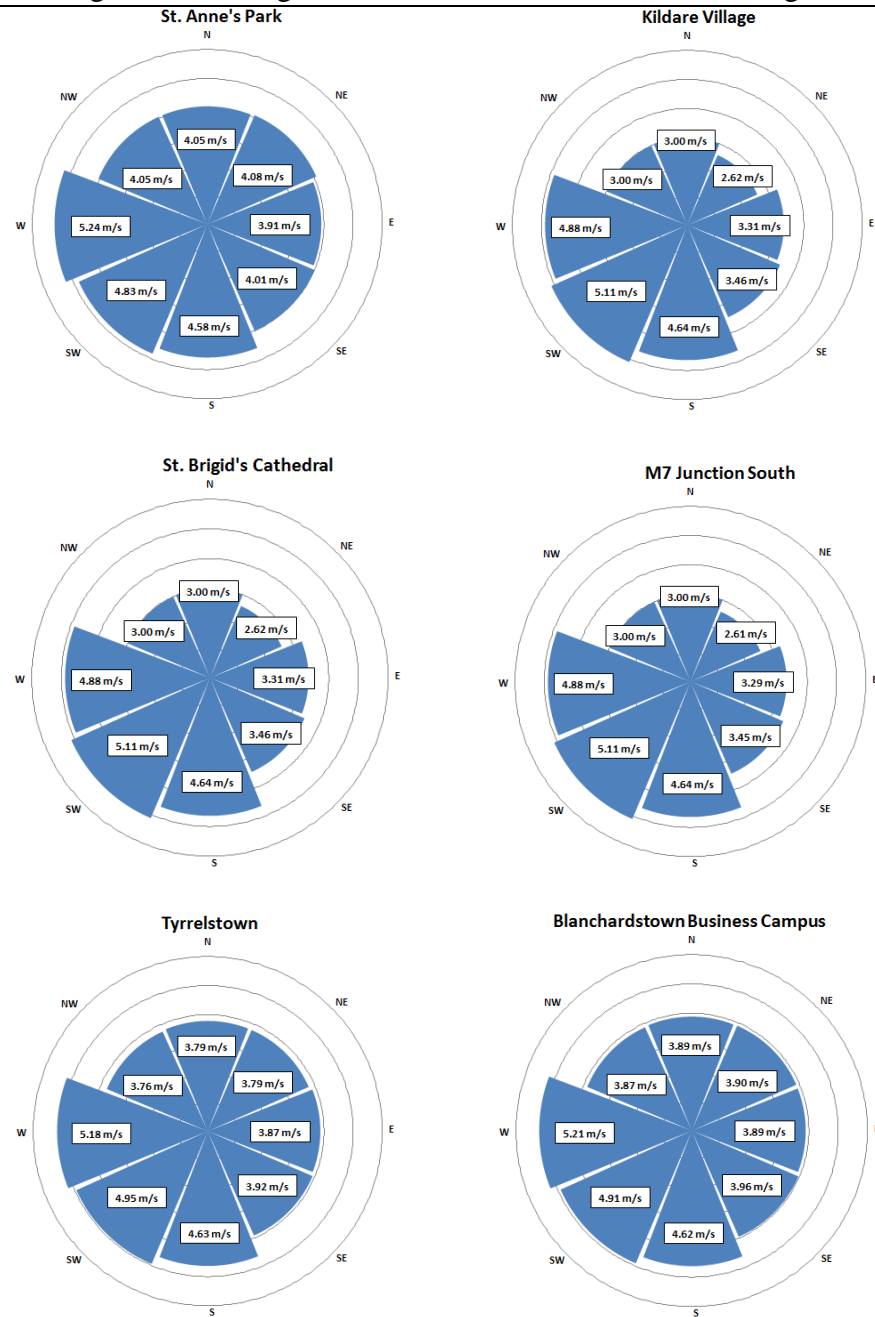 St. Anne's Park
N
NW
NE
4.05 m/s
4.05 m/s
4.08 m/s
W
5.24 m/s
3.91 m/s
E
4.83 m/s
4.01 m/s
4.58 m/s
SW
SE
S
Kildare Village
N
NW
NE
3.00 m/s
3.00 m/s
2.62 m/s
W
4.88 m/s
3.31 m/s
E
5.11 m/s
3.46 m/s
4.64 m/s
SW
SE
S
St. Brigid's Cathedral
N
NW
NE
3.00 m/s
3.00 m/s
2.62 m/s
W
4.88 m/s
3.31 m/s
E
5.11 m/s
3.46 m/s
4.64 m/s
SW
SE
S
M7 Junction South
N
NW
NE
3.00 m/s
3.00 m/s
2.61 m/s
W
4.88 m/s
3.29 m/s
E
5.11 m/s
3.45 m/s
4.64 m/s
SW
SE
S
Tyrrelstown
N
NW
NE
3.79 m/s
3.76 m/s
3.79 m/s
W
5.18 m/s
3.87 m/s
E
4.95 m/s
3.92 m/s
4.63 m/s
SW
SE
S
Blanchardstown Business Campus
N
NW
NE
3.89 m/s
3.87 m/s
3.90 m/s
W
5.21 m/s
3.89 m/s
4.91 m/s
3.96 m/s
4.62 m/s
SW
SE
S